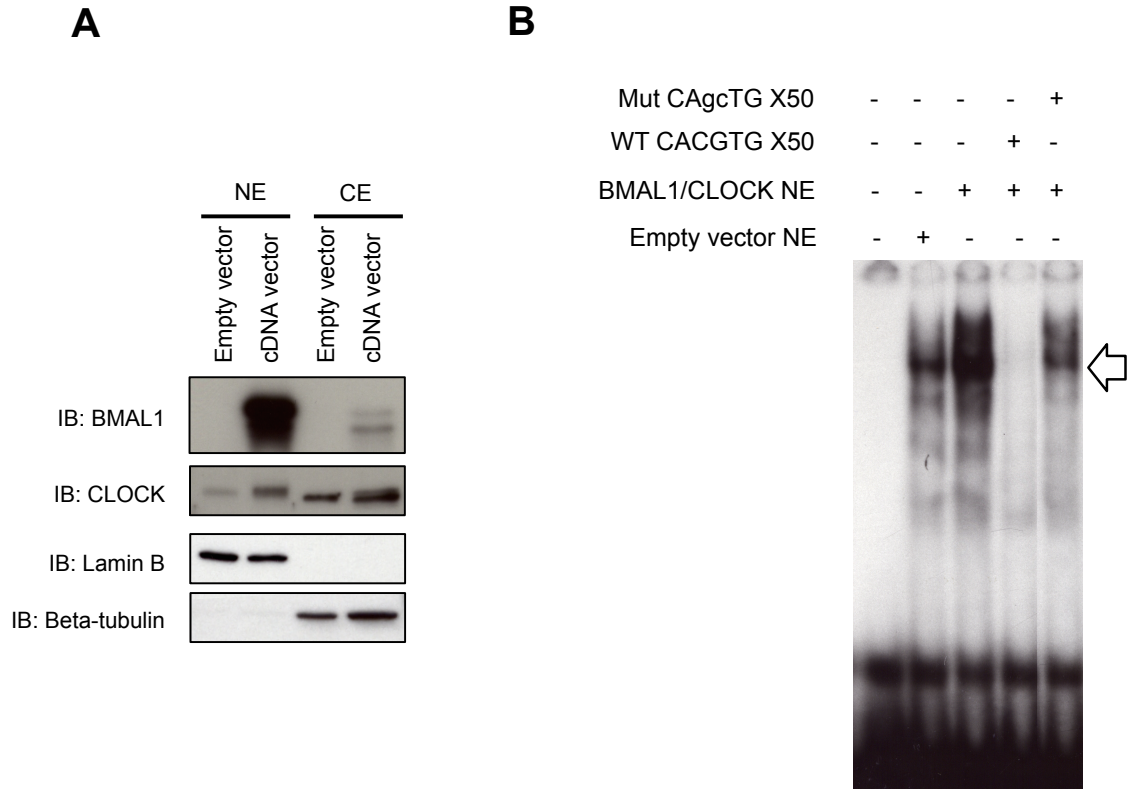 A
B
NE CE
Empty vector
cDNA vector
Empty vector
cDNA vector
IB: BMAL1
IB: CLOCK
IB: Lamin B
IB: Beta-tubulin
Mut CAgcTG X50 - - - - +
WT CACGTG X50 - - - + -
BMAL1/CLOCK NE - - + + +
Empty vector NE - + - - -